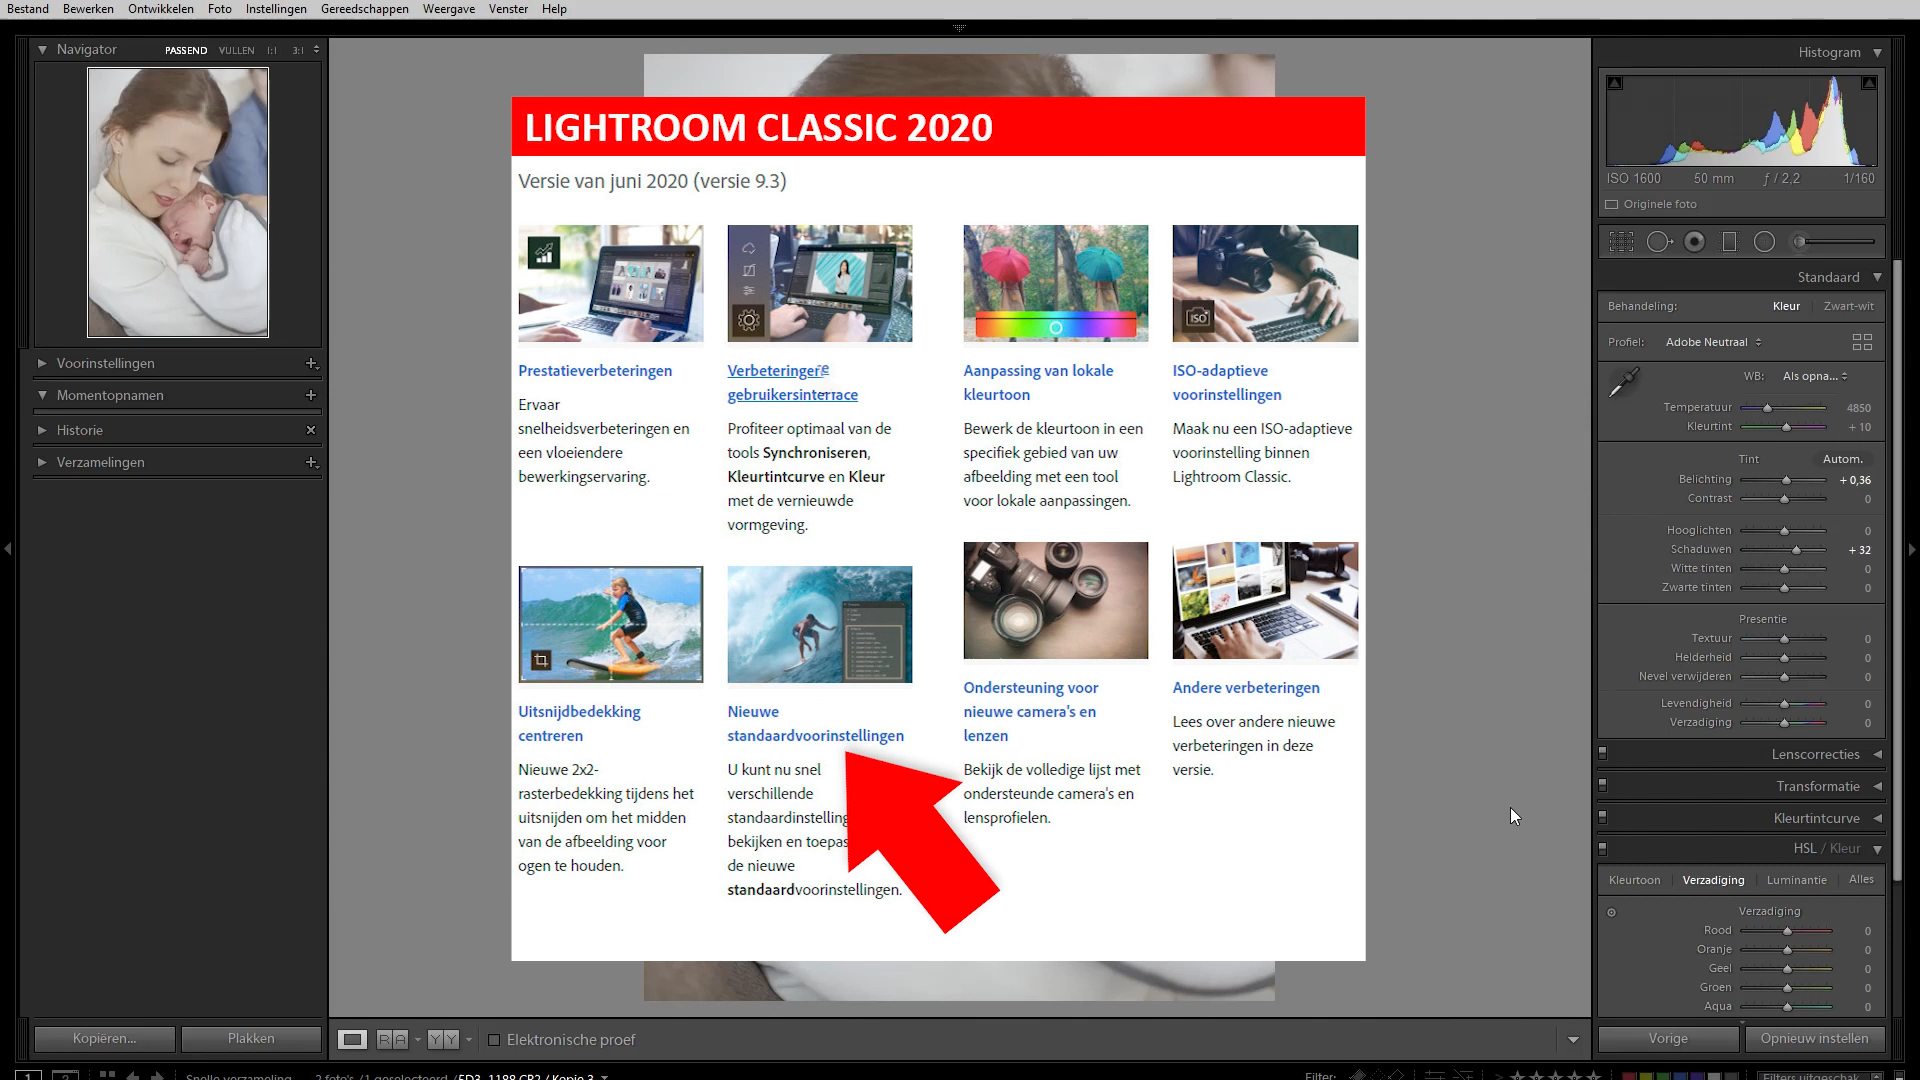 Bestand Bewerken Ontwikkelen Foto Instellingen Gereedschappen Weergave Venster Help
Navigator PASSEND VULLEN 1:1 3:1
Voorinstellingen
Momentopnamen
Historie
Verzamelingen
Kopiëren... Plakken
LIGHTROOM CLASSIC 2020
Versie van juni 2020 (versie 9.3)
Prestatieverbeteringen
Ervaar
snelheidsverbeteringen en
een vloeiendere
bewerkingservaring.
gebruikersinterface
Profiteer optimaal van de
tools Synchroniseren,
Kleurtintcurve en Kleur
met de vernieuwde
vormgeving.
Aanpassing van lokale
kleurtoon
Bewerk de kleurtoon in een
specifiek gebied van uw
afbeelding met een tool
voor lokale aanpassingen.
ISO
ISO-adaptieve
voorinstellingen
Maak nu een ISO-adaptieve
voorinstelling binnen
Lightroom Classic.
Uitsnijdbedekking
centreren
Nieuwe 2x2-
rasterbedekking tijdens het
uitsnijden om het midden
van de afbeelding voor
ogen te houden.
Nieuwe
standaardvoorinstellingen
U kunt nu snel
verschillende
bekijken en
de nieuwe
standaardvoorinstellingen.
Ondersteuning voor
nieuwe camera's en
lenzen
Bekijk de volledige lijst met
ondersteunde camera's en
lensprofielen.
Andere verbeteringen
Lees over andere nieuwe
verbeteringen in deze
versie.
Elektronische proef
Histogram
ISO 1600 50 mm ƒ / 2,2 1/160
Originele foto
Standaard
Behandeling: Kleur Zwart-wit
Profiel: Adobe Neutraal
WB: Als opna...
Temperatuur 4850
Kleurtint + 10
Tint Autom.
Belichting + 0,36
Contrast 0
Hooglichten 0
Schaduwen + 32
Witte tinten 0
Zwarte tinten 0
Presentie
Textuur 0
Helderheid 0
Nevel verwijderen 0
Levendigheid 0
Verzadiging 0
Lenscorrecties
Transformatie
Kleurtintcurve
HSL / Kleur
Kleurtoon Verzadiging Luminantie Alles
Verzadiging
Rood 0
Oranje 0
Geel 0
Groen 0
Aqua 0
Vorige Opnieuw instellen